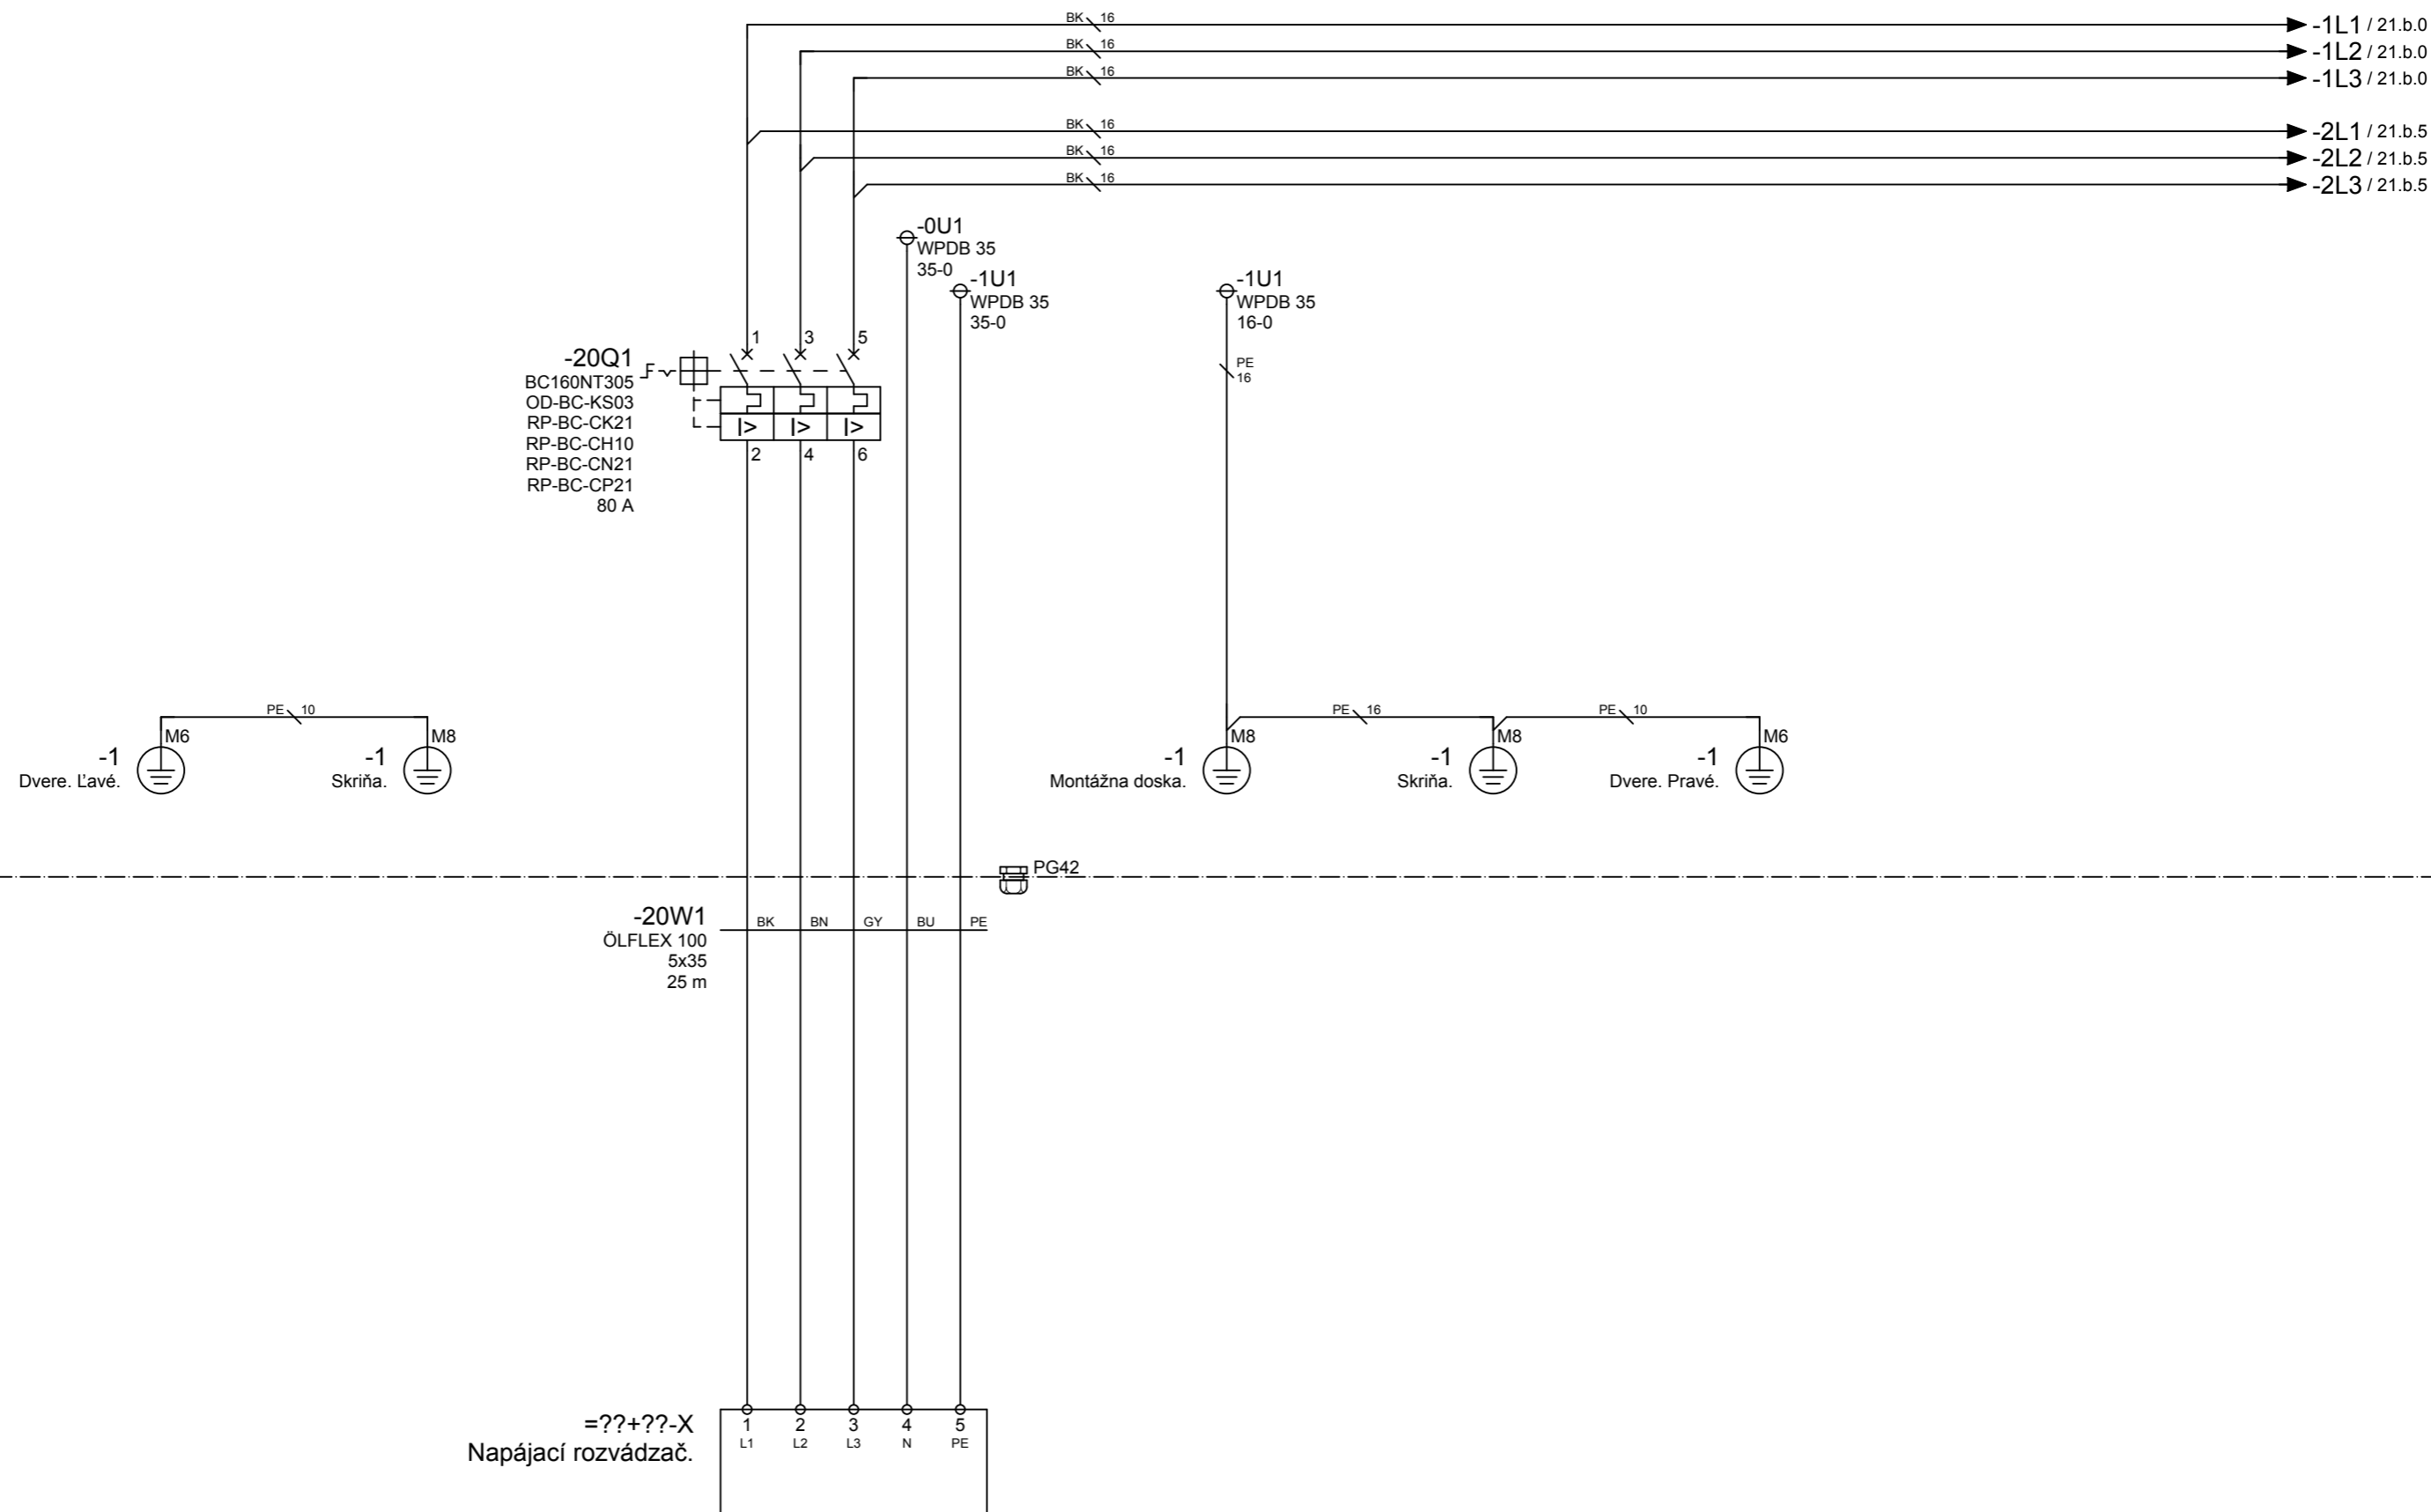 BK 16 -1L1 / 21.b.0
BK 16 -1L2 / 21.b.0
BK 16 -1L3 / 21.b.0
BK 16 -2L1 / 21.b.5
BK 16 -2L2 / 21.b.5
BK 16 -2L3 / 21.b.5
-0U1
WPDB 35
35-0
-1U1
WPDB 35
35-0
-1U1
WPDB 35
16-0
PE
16
1 3 5
-20Q1
BC160NT305
OD-BC-KS03
RP-BC-CK21
RP-BC-CH10
RP-BC-CN21
RP-BC-CP21
80 A
I> I> I>
2 4 6
PE 10
M6
-1
Dvere. Ľavé.
M8
-1
Skriňa.
PE 16
PE 10
M8
-1
Montážna doska.
M8
-1
Skriňa.
M6
-1
Dvere. Pravé.
PG42
-20W1
ÖLFLEX 100
5x35
25 m
BK BN GY BU PE
=??+??-X
Napájací rozvádzač.
1 2 3 4 5
L1 L2 L3 N PE